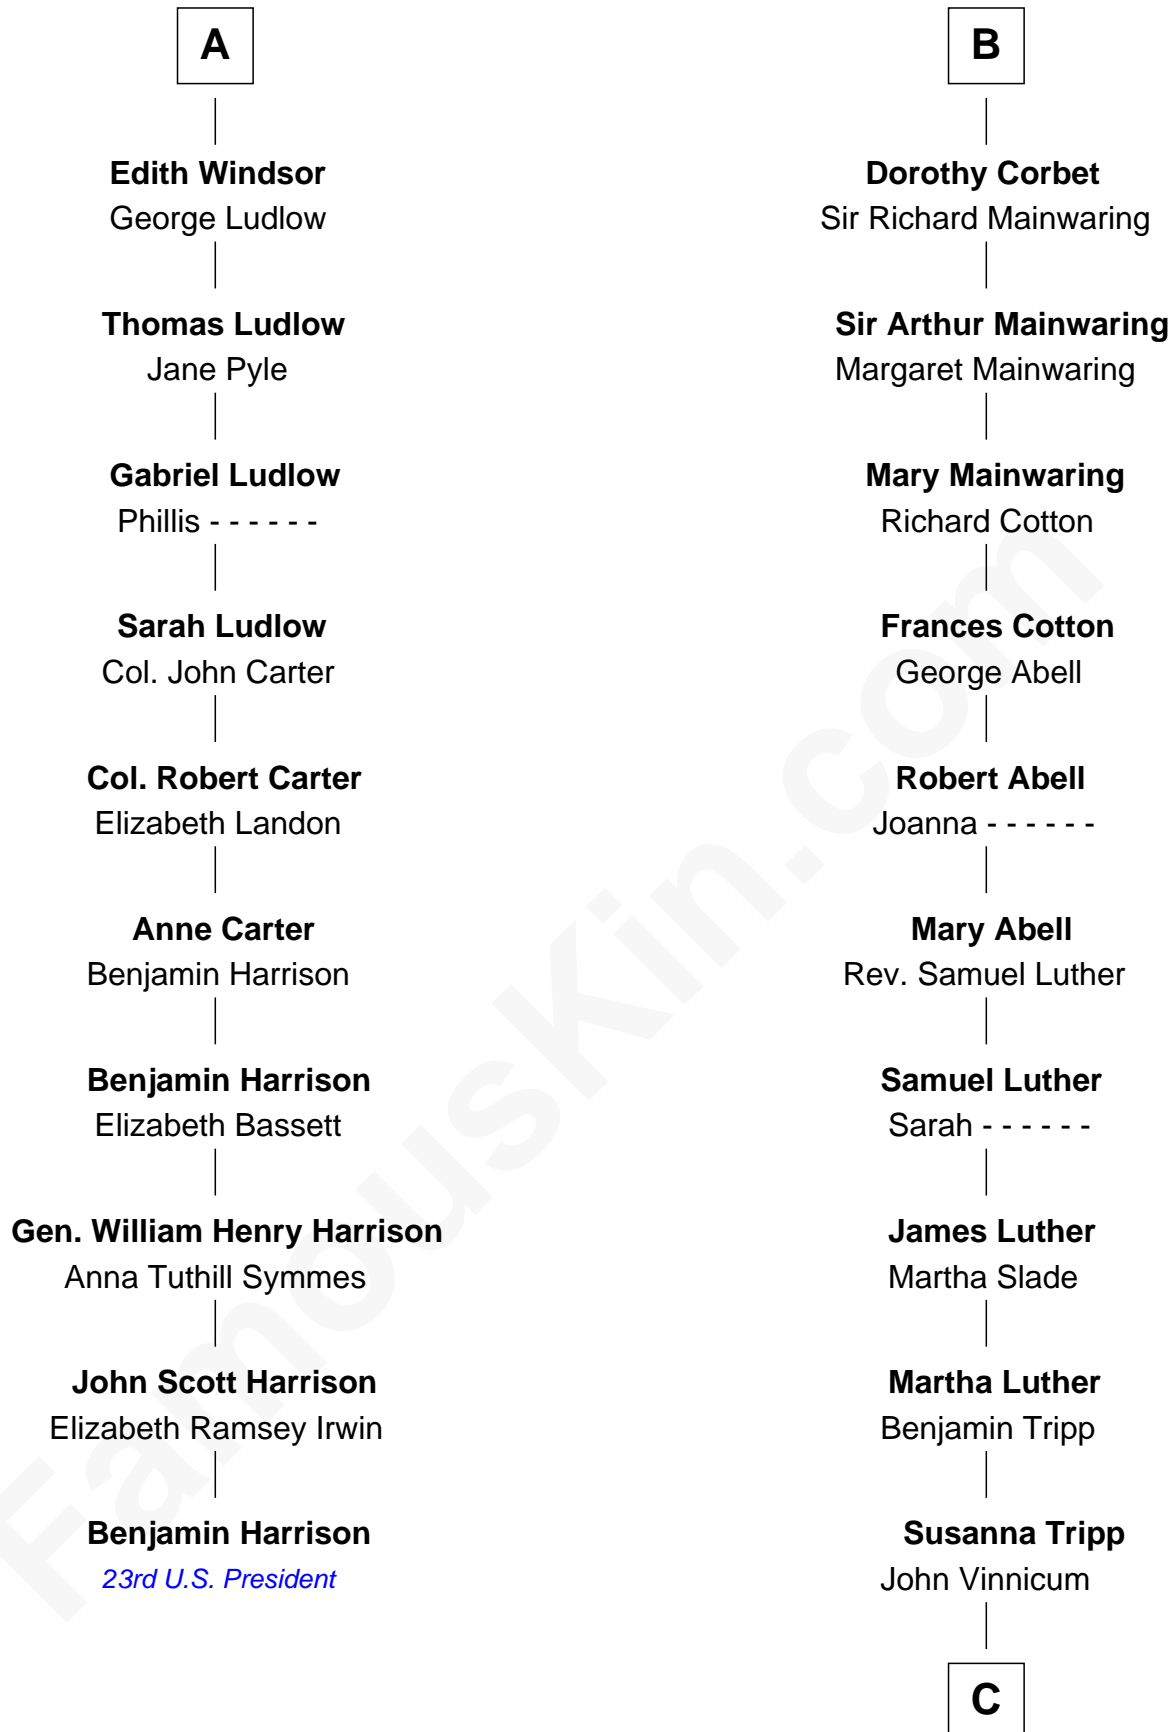 A
Edith Windsor
George Ludlow
Thomas Ludlow
Jane Pyle
Gabriel Ludlow
Phillis - - - - - -
Sarah Ludlow
Col. John Carter
Col. Robert Carter
Elizabeth Landon
Anne Carter
Benjamin Harrison
Benjamin Harrison
Elizabeth Bassett
Gen. William Henry Harrison
Anna Tuthill Symmes
John Scott Harrison
Elizabeth Ramsey Irwin
Benjamin Harrison
23rd U.S. President
B
Dorothy Corbet
Sir Richard Mainwaring
Sir Arthur Mainwaring
Margaret Mainwaring
Mary Mainwaring
Richard Cotton
Frances Cotton
George Abell
Robert Abell
Joanna - - - - - -
Mary Abell
Rev. Samuel Luther
Samuel Luther
Sarah - - - - - -
James Luther
Martha Slade
Martha Luther
Benjamin Tripp
Susanna Tripp
John Vinnicum
C
FamousKin.com